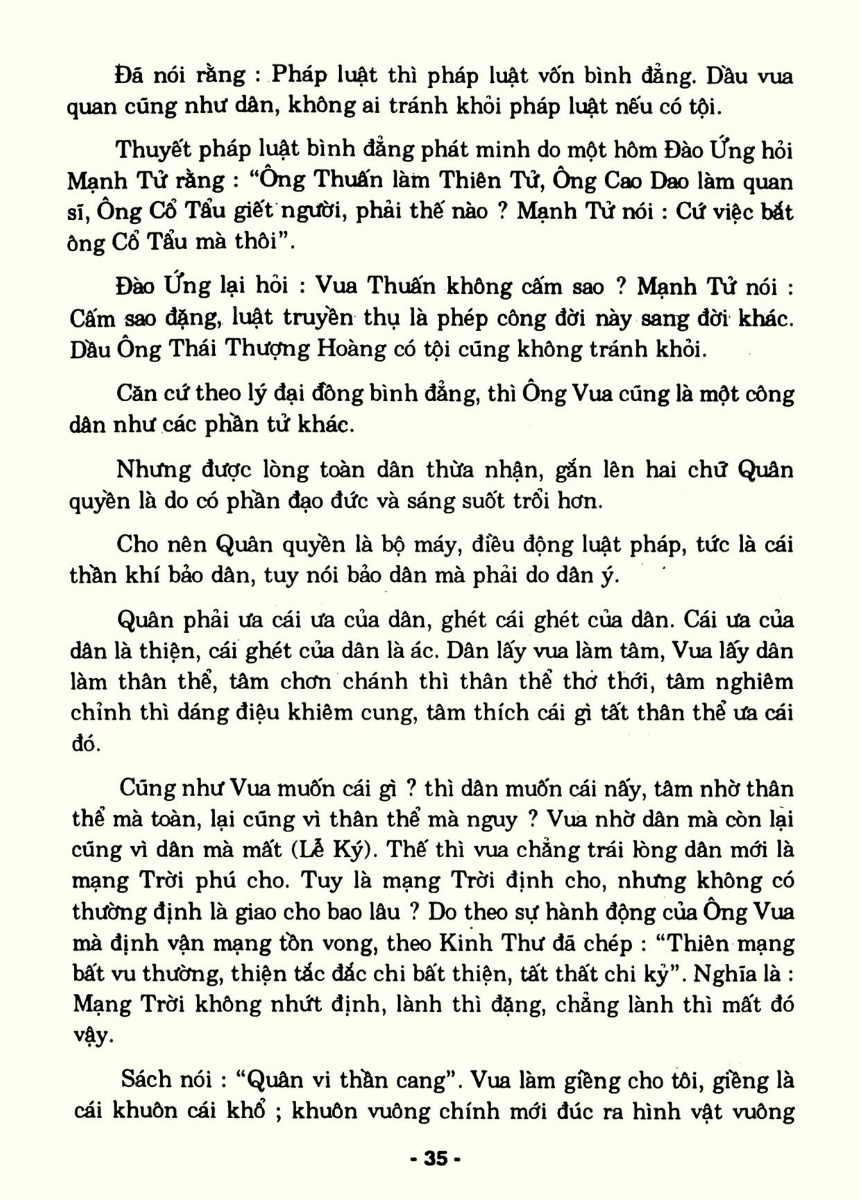 Đã nói rằng : Pháp luật thì pháp luật vốn bình đẳng. Dầu vua
quan cũng như dân, không ai tránh khỏi pháp luật nếu có tội.
Thuyết pháp luật bình đẳng phát minh do một hôm Đào Ứng hỏi
Mạnh Tử rằng : “Ông Thuấn làm Thiên Tử, Ông Cao Dao làm quan
sĩ, Ông Cổ Tẩu giết người, phải thế nào ? Mạnh Tử nói : Cứ việc bắt
ông Cổ Tẩu mà thôi”.
Đào Ứng lại hỏi : Vua Thuấn không cấm sao ? Mạnh Tử nói :
Cấm sao đặng, luật truyền thụ là phép công đời này sang đời khác.
Dầu Ông Thái Thượng Hoàng có tội cũng không tránh khỏi.
Căn cứ theo lý đại đồng bình đẳng, thì Ông Vua cũng là một công
dân như các phần tử khác.
Nhưng được lòng toàn dân thừa nhận, gắn lên hai chữ Quân
quyền là do có phần đạo đức và sáng suốt trổi hơn.
Cho nên Quân quyền là bộ máy, điều động luật pháp, tức là cái
thần khí bảo dân, tuy nói bảo dân mà phải do dân ý.
Quân phải ưa cái ưa của dân, ghét cái ghét của dân. Cái ưa của
dân là thiện, cái ghét của dân là ác. Dân lấy vua làm tâm, Vua lấy dân
làm thân thể, tâm chơn chánh thì thân thể thơ thới, tâm nghiêm
chỉnh thì dáng điệu khiêm cung, tâm thích cái gì tất thân thể ưa cái
đó.
Cũng như Vua muốn cái gì ? thì dân muốn cái nấy, tâm nhờ thân
thể mà toàn, lại cũng vì thân thể mà nguy ? Vua nhờ dân mà còn lại
cũng vì dân mà mất (Lễ Ký). Thế thì vua chẳng trái lòng dân mới là
mạng Trời phú cho. Tuy là mạng Trời định cho, nhưng không có
thường định là giao cho bao lâu ? Do theo sự hành động của Ông Vua
mà định vận mạng tồn vong, theo Kinh Thư đã chép : “Thiên mạng
bất vu thường, thiện tắc đắc chi bất thiện, tất thất chi kỷ”. Nghĩa là :
Mạng Trời không nhứt định, lành thì đặng, chẳng lành thì mất đó
vậy.
Sách nói : “Quân vi thần cang”. Vua làm giềng cho tôi, giềng là
cái khuôn cái khổ ; khuôn vuông chính mới đúc ra hình vật vuông
- 35 -